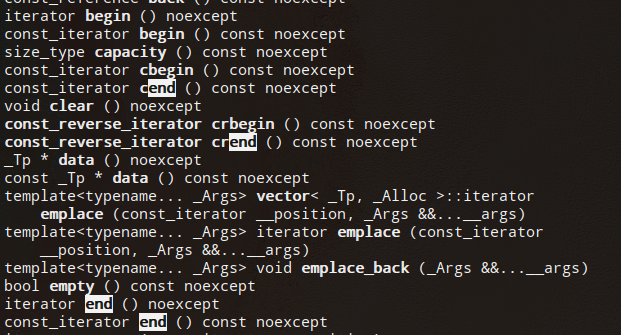 const_reference back () const noexcept
iterator begin () noexcept
const_iterator begin () const noexcept
size_type capacity () const noexcept
const_iterator cbegin () const noexcept
const_iterator cend () const noexcept
void clear () noexcept
const_reverse_iterator crbegin () const noexcept
const_reverse_iterator crend () const noexcept
_Tp * data () noexcept
const _Tp * data () const noexcept
template<typename... _Args> vector< _Tp, _Alloc >::iterator
emplace (const_iterator __position, _Args &&...__args)
template<typename... _Args> iterator emplace (const_iterator
__position, _Args &&...__args)
template<typename... _Args> void emplace_back (_Args &&...__args)
bool empty () const noexcept
iterator end () noexcept
const_iterator end () const noexcept